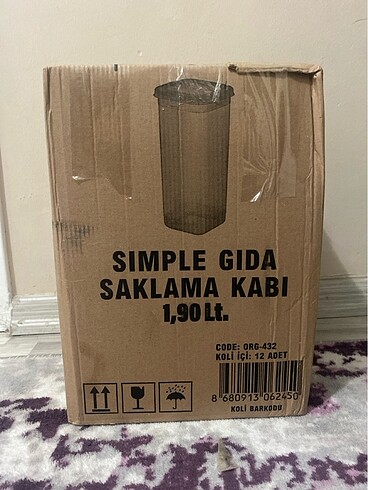 SIMPLE GIDA
SAKLAMA KABI
1,90 Lt.
CODE: ORG-432
KOLİ İÇİ: 12 ADET
8 680913 062450
KOLİ BARKODU